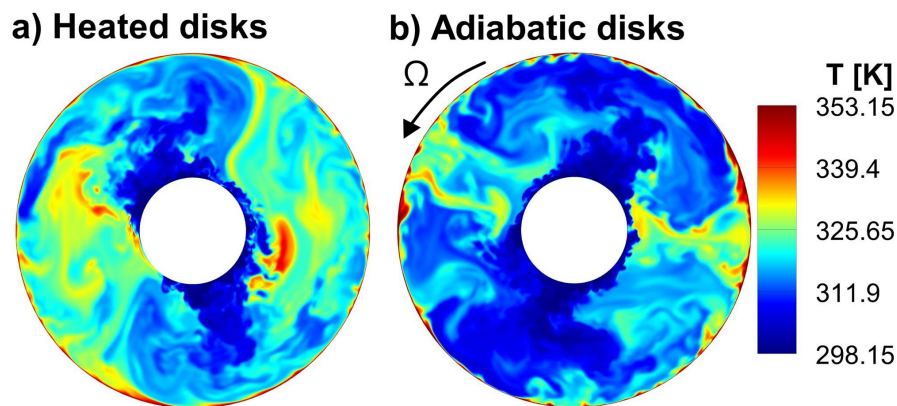 a) Heated disks
b) Adiabatic disks
Ω
T [K]
353.15
339.4
325.65
311.9
298.15